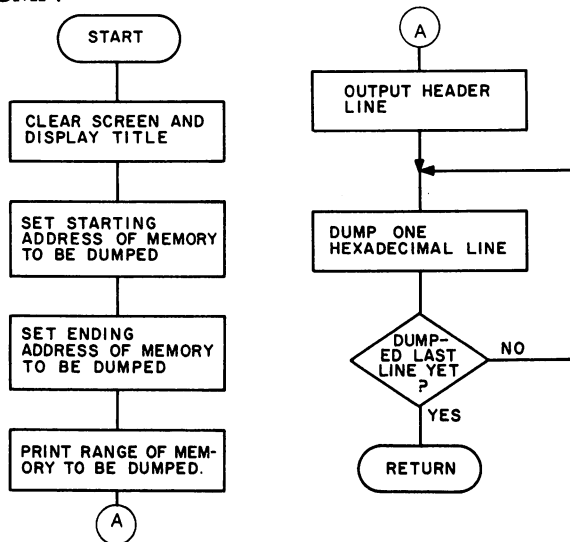 START
CLEAR SCREEN AND
DISPLAY TITLE
SET STARTING
ADDRESS OF MEMORY
TO BE DUMPED
SET ENDING
ADDRESS OF MEMORY
TO BE DUMPED
PRINT RANGE OF MEM-
ORY TO BE DUMPED.
A
A
OUTPUT HEADER
LINE
DUMP ONE
HEXADECIMAL LINE
DUMP-
ED LAST
LINE YET
?
NO
YES
RETURN